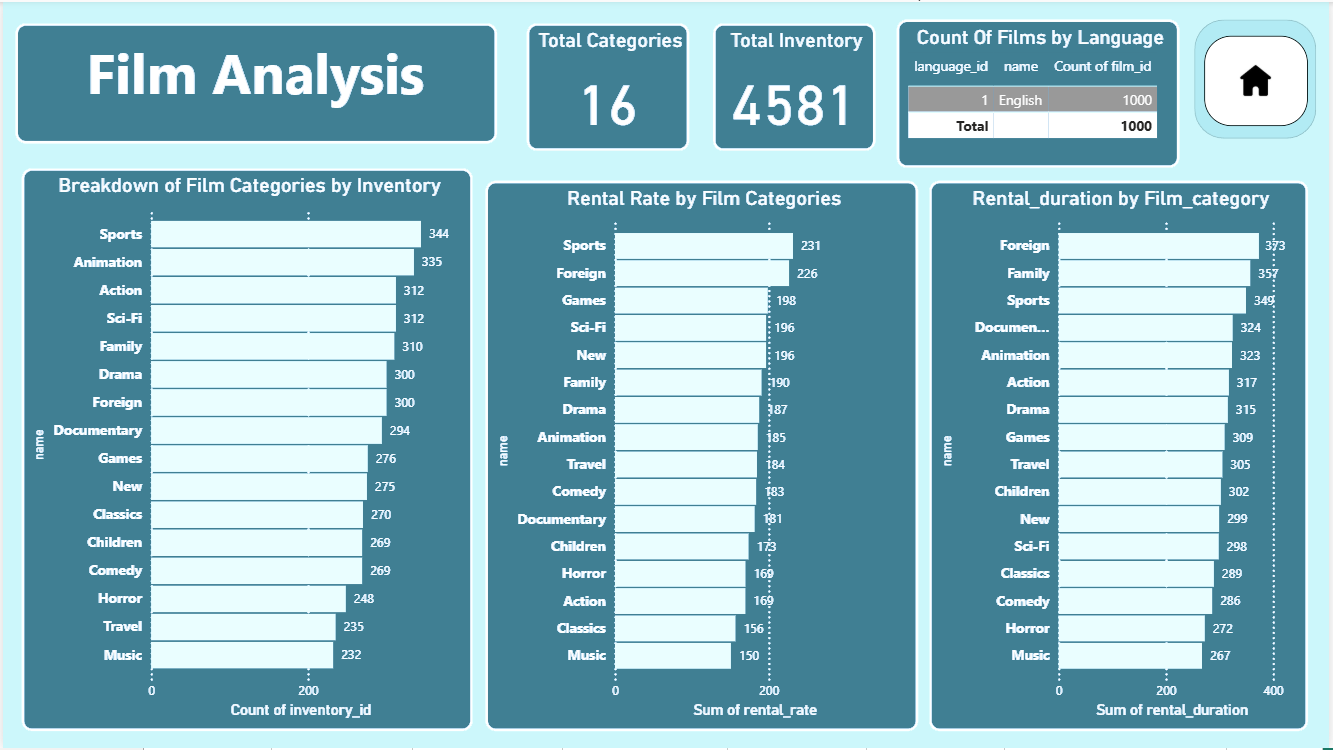 Film Analysis
Total Categories
16
Total Inventory
4581
Count Of Films by Language
language_id name Count of film_id
1 English 1000
Total 1000
Breakdown of Film Categories by Inventory
name
Sports 344
Animation 335
Action 312
Sci-Fi 312
Family 310
Drama 300
Foreign 300
Documentary 294
Games 276
New 275
Classics 270
Children 269
Comedy 269
Horror 248
Travel 235
Music 232
0 200
Count of inventory_id
Rental Rate by Film Categories
name
Sports 231
Foreign 226
Games 198
Sci-Fi 196
New 196
Family 190
Drama 187
Animation 185
Travel 184
Comedy 183
Documentary 181
Children 173
Horror 169
Action 169
Classics 156
Music 150
0 200
Sum of rental_rate
Rental_duration by Film_category
name
Foreign 373
Family 357
Sports 349
Documen... 324
Animation 323
Action 317
Drama 315
Games 309
Travel 305
Children 302
New 299
Sci-Fi 298
Classics 289
Comedy 286
Horror 272
Music 267
0 200 400
Sum of rental_duration